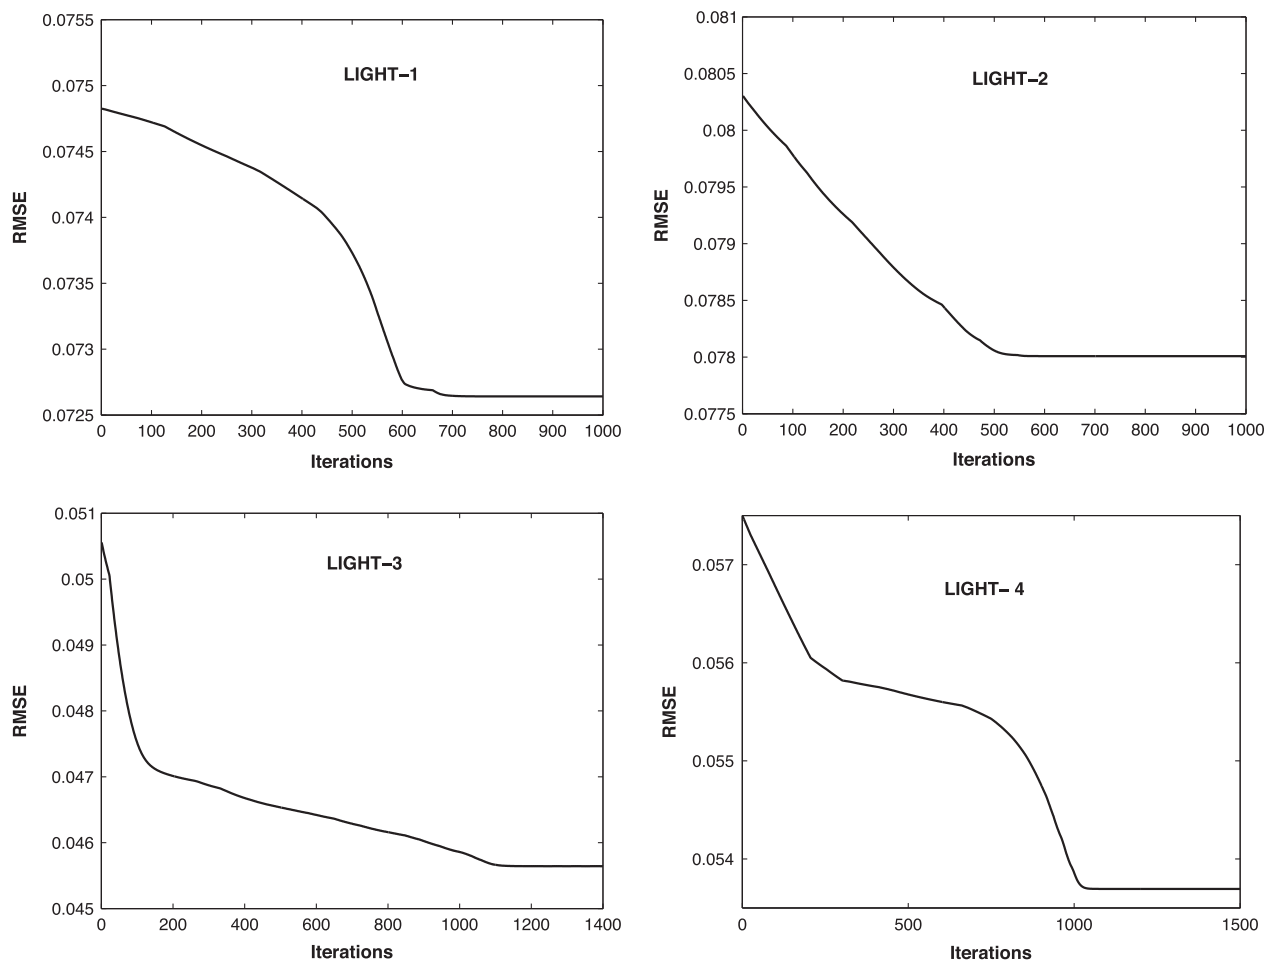 0.0755
0.075
0.0745
0.074
0.0735
0.073
0.0725
RMSE
LIGHT−1
0 100 200 300 400 500 600 700 800 900 1000
Iterations
0.081
0.0805
0.08
0.0795
0.079
0.0785
0.078
0.0775
RMSE
LIGHT−2
0 100 200 300 400 500 600 700 800 900 1000
Iterations
0.051
0.05
0.049
0.048
0.047
0.046
0.045
RMSE
LIGHT−3
0 200 400 600 800 1000 1200 1400
Iterations
0.057
0.056
0.055
0.054
RMSE
LIGHT− 4
0 500 1000 1500
Iterations